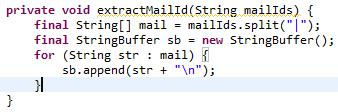 private void extractMailId(String mailIds) {
    final String[] mail = mailIds.split("|");
    final StringBuffer sb = new StringBuffer();
    for (String str : mail) {
        sb.append(str + "\n");
    }
}